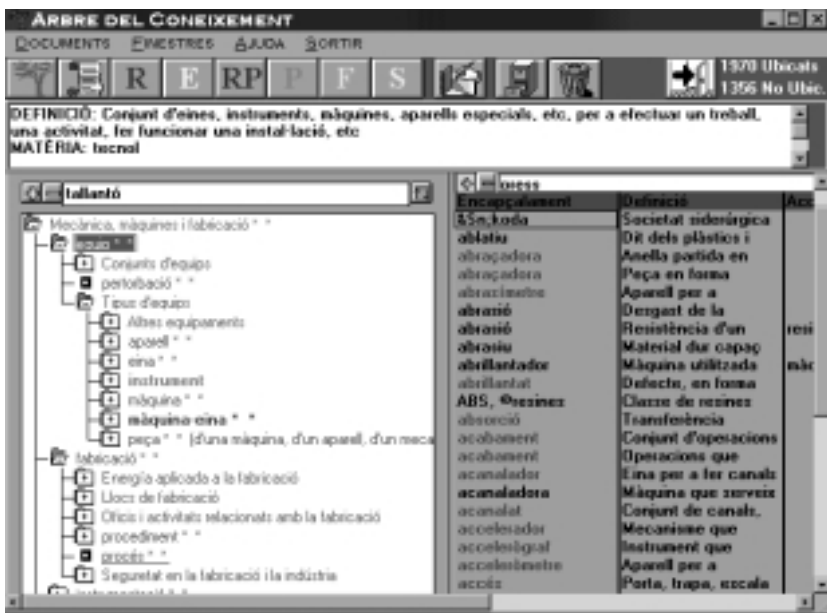 ARBRE DEL CONEIXEMENT
DOCUMENTS FINESTRES AJUDA SORTIR
R E RP P F S
1970 Ubicats
1356 No Ubic.
DEFINICIÓ: Conjunt d'eines, instruments, màquines, aparells especials, etc, per a efectuar un treball,
una activitat, fer funcionar una instal·lació, etc
MATÈRIA: tecnol
tallantó
Mecànica, màquines i fabricació * *
equip * *
Conjunts d'equips
pertorbació * *
Tipus d'equips
Altres equipaments
aparell * *
eina * *
instrument
màquina * *
màquina-eina * *
peça * * (d'una màquina, d'un aparell, d'un meca
fabricació * *
Energia aplicada a la fabricació
Llocs de fabricació
Oficis i activitats relacionats amb la fabricació
procediment * *
procés * *
Seguretat en la fabricació i la indústria
press
Encapçalament Definició Acc
&Sn;koda Societat siderúrgica
ablatiu Dit dels plàstics i
abraçadora Anella partida en
abraçadora Peça en forma
abrazímetre Aparell per a
abrasió Desgast de la
abrasió Resistència d'un resi
abrasiu Material dur capaç
abrillantador Màquina utilitzada màc
abrillantat Defecte, en forma
ABS, ®resines Classe de resines
absorció Transferència
acabament Conjunt d'operacions
acabament Operacions que
acanalador Eina per a fer canals
acanaladora Màquina que serveix
acanalat Conjunt de canals,
accelerador Mecanisme que
accelerògraf Instrument que
acceleròmetre Aparell per a
accés Porta, trapa, escala